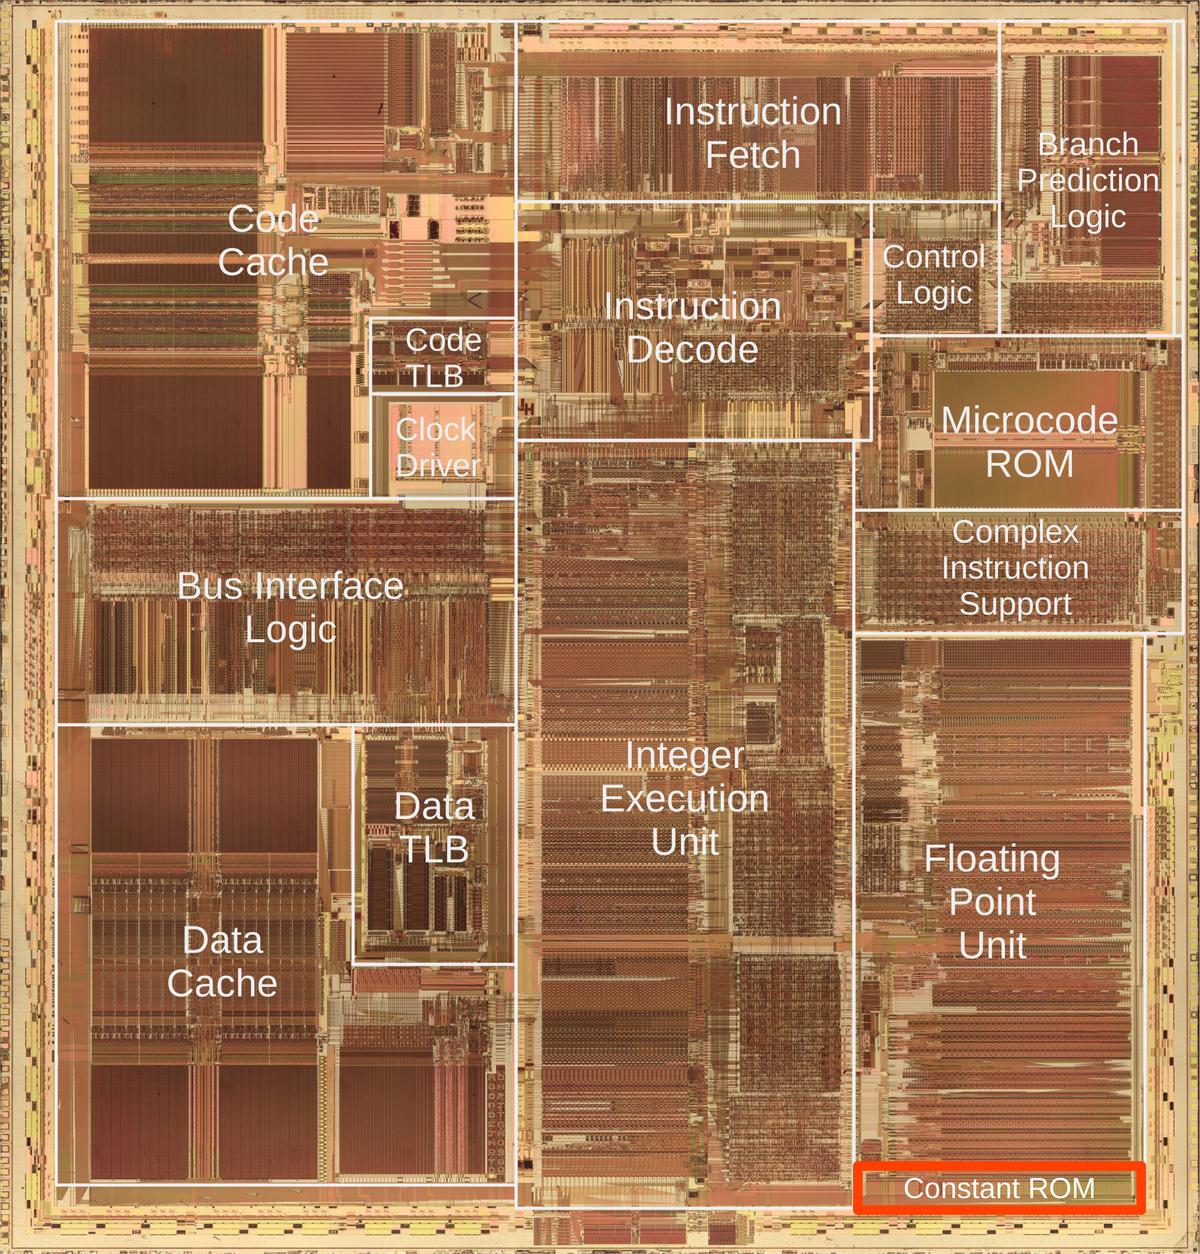 Instruction
Fetch
Branch
Prediction
Logic
Code
Cache
Control
Logic
Instruction
Decode
Code
TLB
Clock
Driver
Microcode
ROM
Complex
Instruction
Support
Bus Interface
Logic
Integer
Execution
Unit
Data
TLB
Floating
Point
Unit
Data
Cache
Constant ROM